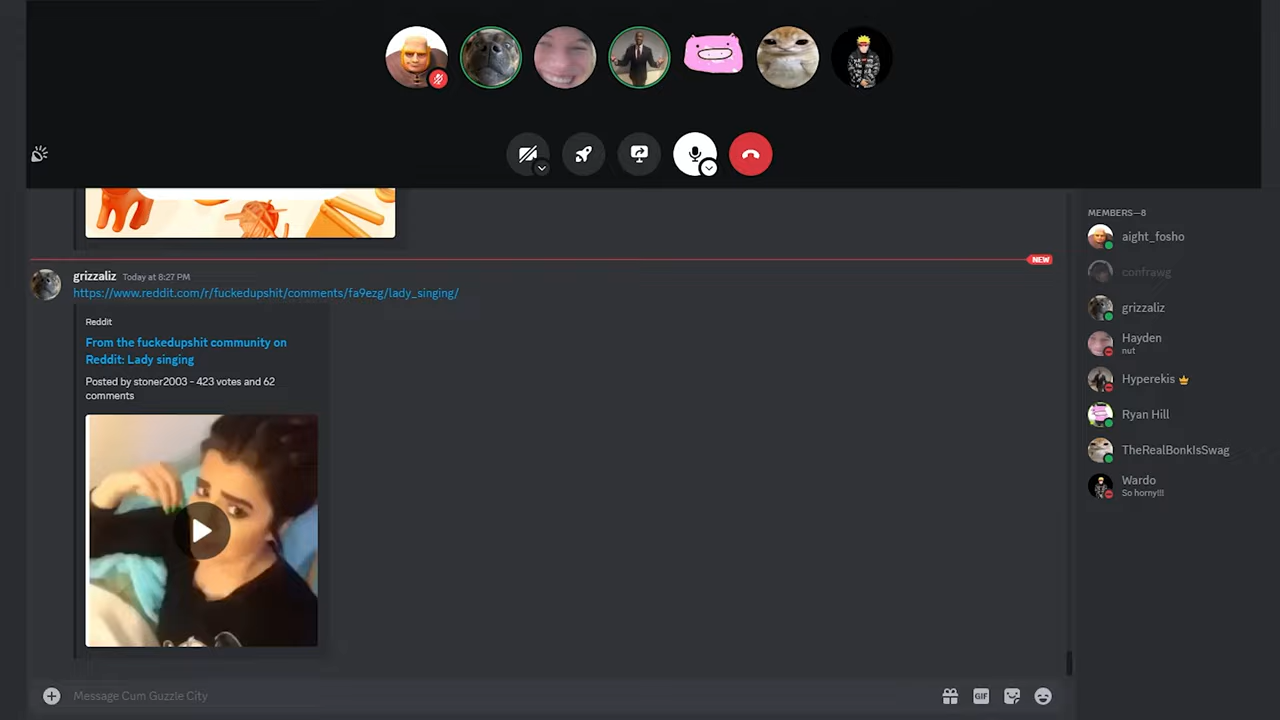 MEMBERS—8
aight_fosho
confrawg
grizzaliz
Hayden
nut
Hyperekis
Ryan Hill
TheRealBonkIsSwag
Wardo
So horny!!!
NEW
grizzaliz Today at 8:27 PM
https://www.reddit.com/r/fuckedupshit/comments/fa9ezg/lady_singing/
Reddit
From the fuckedupshit community on
Reddit: Lady singing
Posted by stoner2003 - 423 votes and 62
comments
Message Cum Guzzle City
GIF